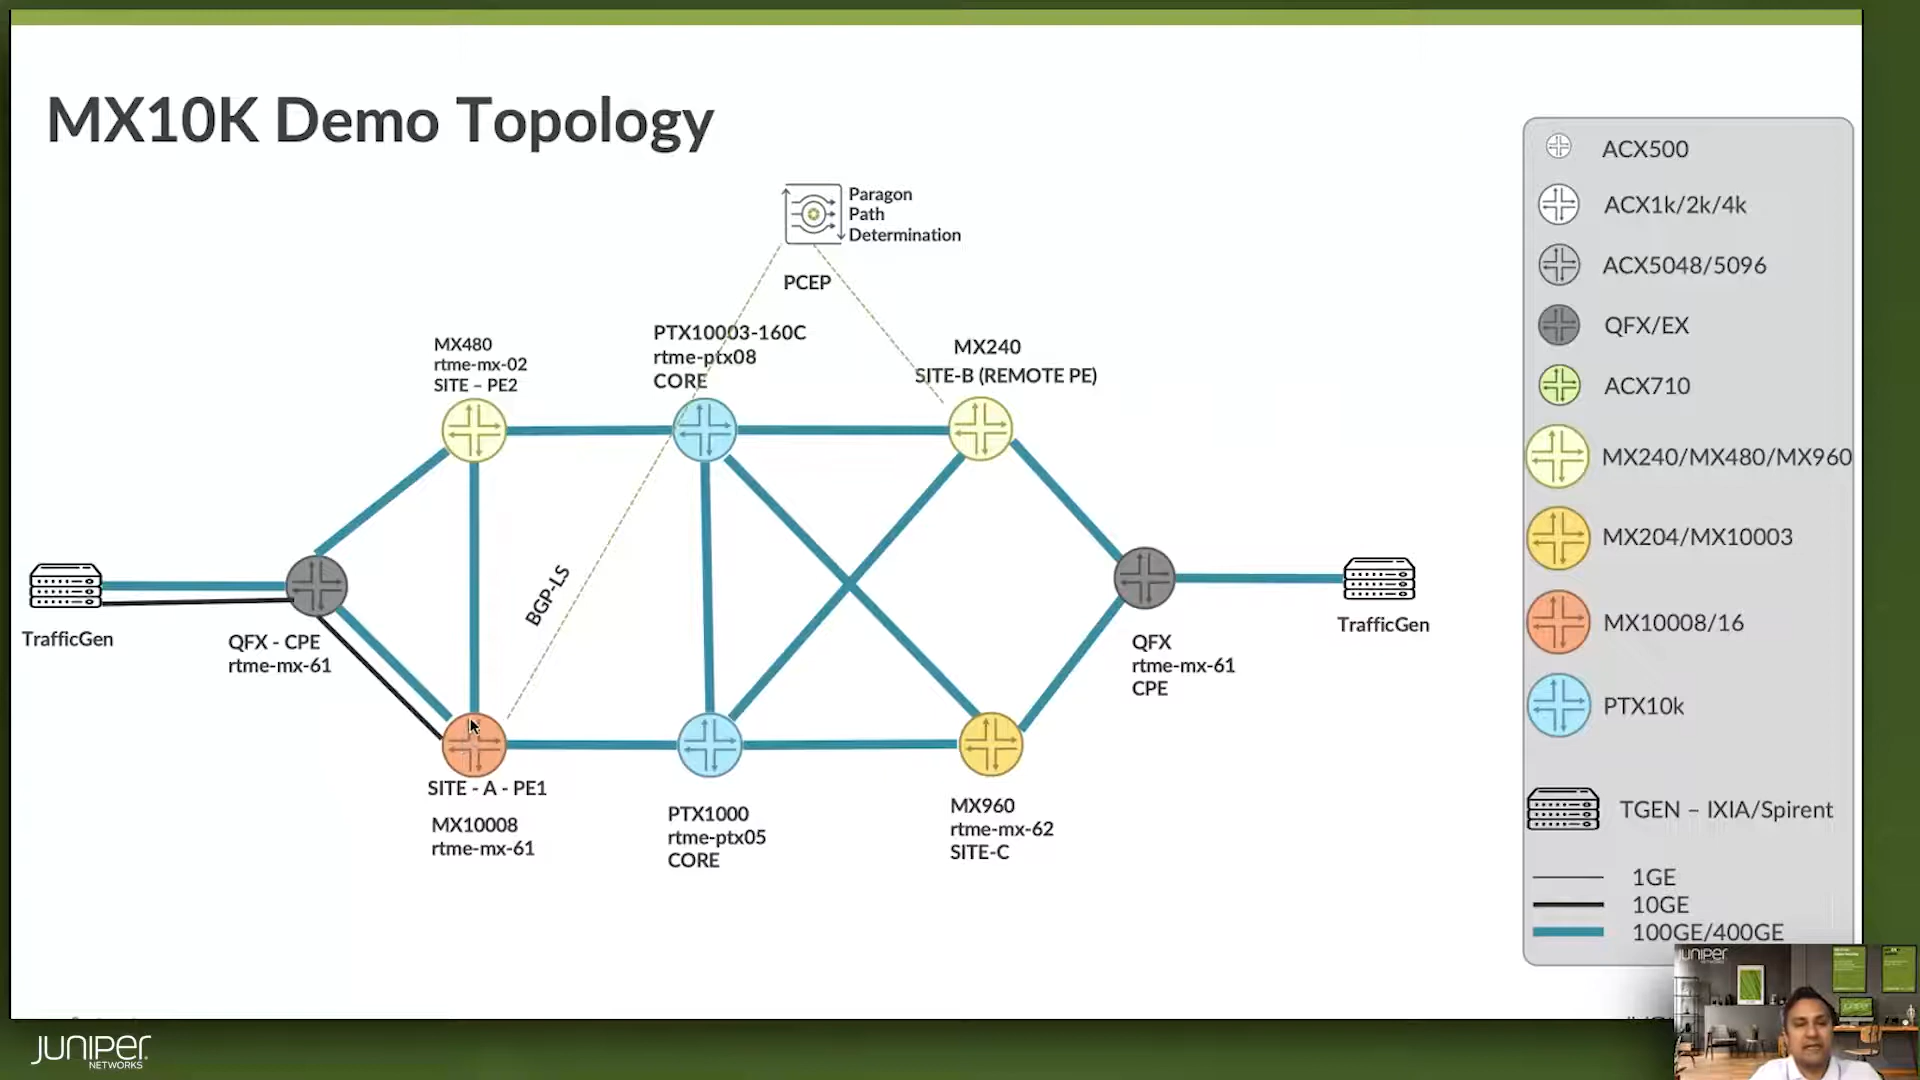 MX10K Demo Topology
Paragon
Path
Determination
PCEP
MX480
rtme-mx-02
SITE – PE2
PTX10003-160C
rtme-ptx08
CORE
MX240
SITE-B (REMOTE PE)
BGP-LS
TrafficGen
QFX - CPE
rtme-mx-61
QFX
rtme-mx-61
CPE
TrafficGen
SITE - A - PE1
MX10008
rtme-mx-61
PTX1000
rtme-ptx05
CORE
MX960
rtme-mx-62
SITE-C
ACX500
ACX1k/2k/4k
ACX5048/5096
QFX/EX
ACX710
MX240/MX480/MX960
MX204/MX10003
MX10008/16
PTX10k
TGEN – IXIA/Spirent
1GE
10GE
100GE/400GE
JUNIPER
NETWORKS